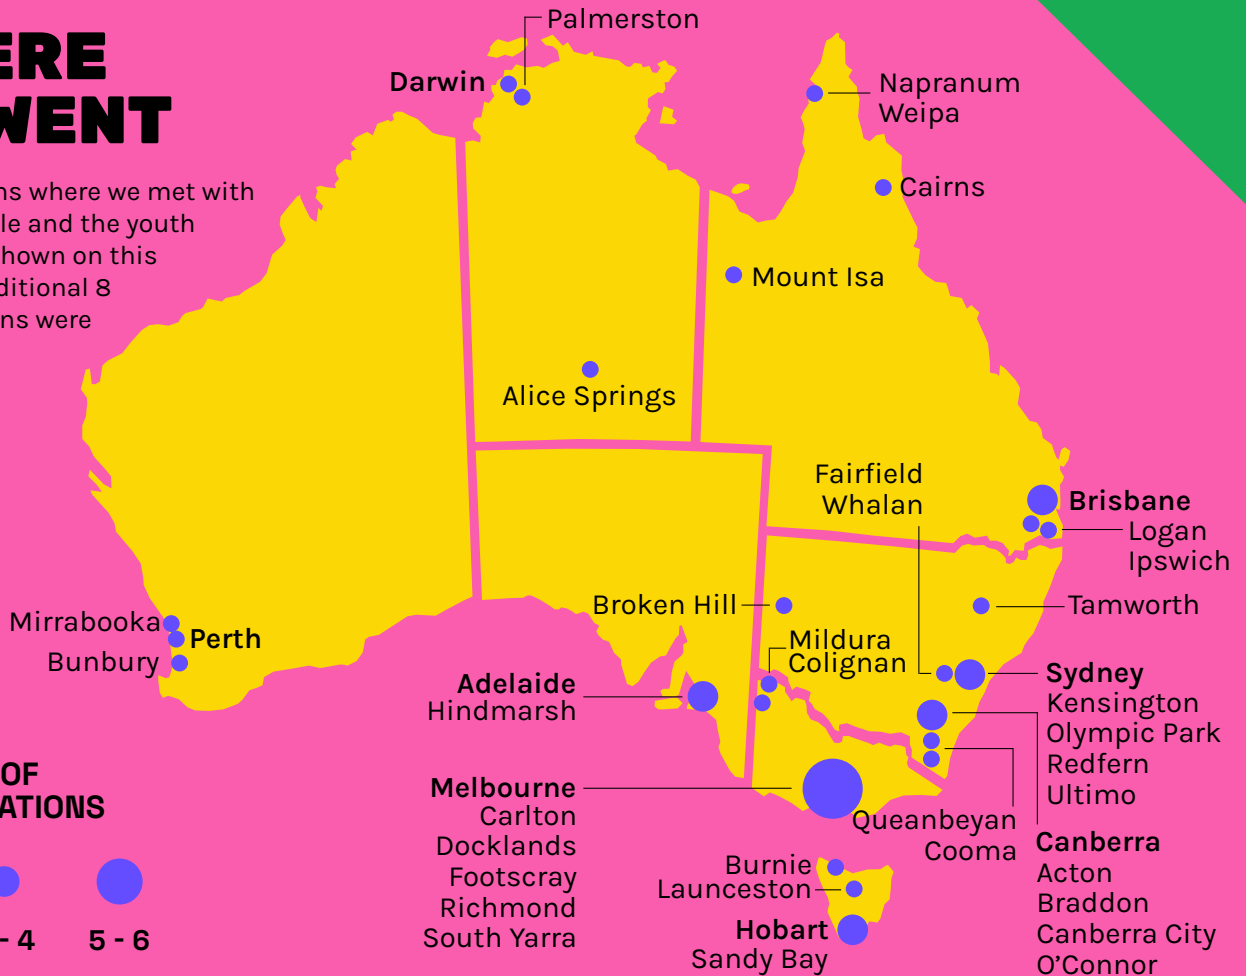 ERE
WENT
ns where we met with
le and the youth
hown on this
ditional 8
ns were
Palmerston
Darwin
Napranum
Weipa
Cairns
Mount Isa
Alice Springs
Fairfield
Whalan
Brisbane
Logan
Ipswich
Broken Hill
Tamworth
Mirrabooka
Perth
Bunbury
Mildura
Colignan
Adelaide
Hindmarsh
Sydney
Kensington
Olympic Park
Redfern
Ultimo
Melbourne
Carlton
Docklands
Footscray
Richmond
South Yarra
Queanbeyan
Cooma
Canberra
Acton
Braddon
Canberra City
O'Connor
Burnie
Launceston
Hobart
Sandy Bay
OF
ATIONS
- 4
5 - 6